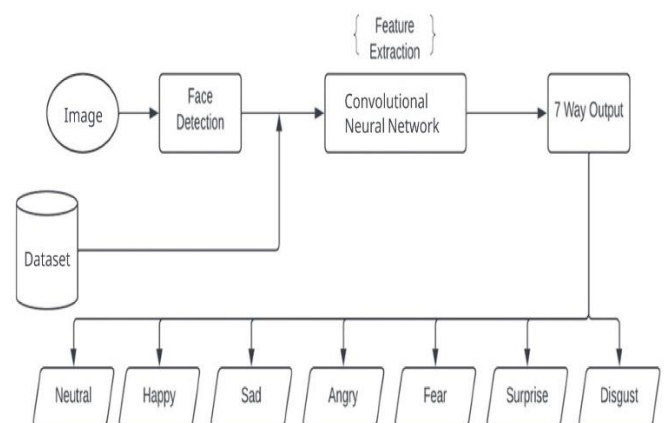 Feature
Extraction
Image
Face
Detection
Convolutional
Neural Network
7 Way Output
Dataset
Neutral
Happy
Sad
Angry
Fear
Surprise
Disgust